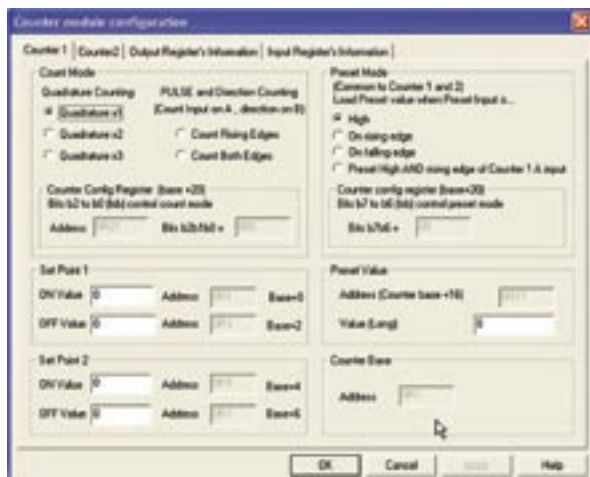 Counter module configuration
Counter 1 Counter2 Output Register's Information Input Register's Information
Count Mode
Quadrature Counting
PULSE and Direction Counting
(Count Input on A , direction on B)
Quadrature x1
Quadrature x2
Quadrature x3
Count Rising Edges
Count Both Edges
Counter Config Register (base +20)
Bits b2 to b0 (lsb) control count mode
Address
Bits b2b1b0 =
Preset Mode
(Common to Counter 1 and 2)
Load Preset value when Preset Input is...
High
On rising edge
On falling edge
Preset High AND rising edge of Counter 1 A input
Counter config register (base+20)
Bits b7 to b6 (lsb) control preset mode
Bits b7b6 =
Set Point 1
ON Value 0 Address Base+0
OFF Value 0 Address Base+2
Preset Value
Address (Counter base +16)
Value (Long) 0
Set Point 2
ON Value 0 Address Base+4
OFF Value 0 Address Base+6
Counter Base
Address
OK Cancel Apply Help